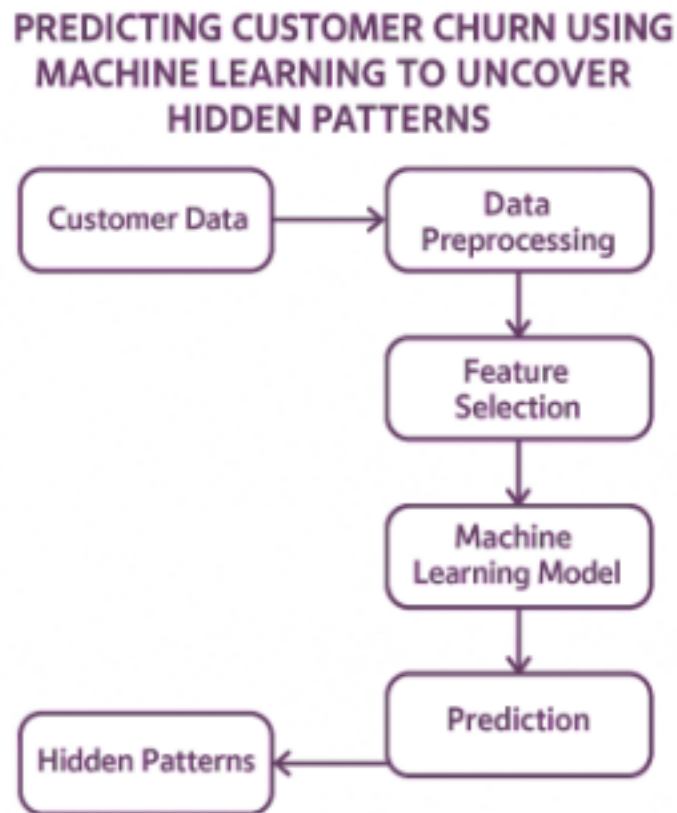 PREDICTING CUSTOMER CHURN USING
MACHINE LEARNING TO UNCOVER
HIDDEN PATTERNS
Customer Data
Data
Preprocessing
Feature
Selection
Machine
Learning Model
Prediction
Hidden Patterns